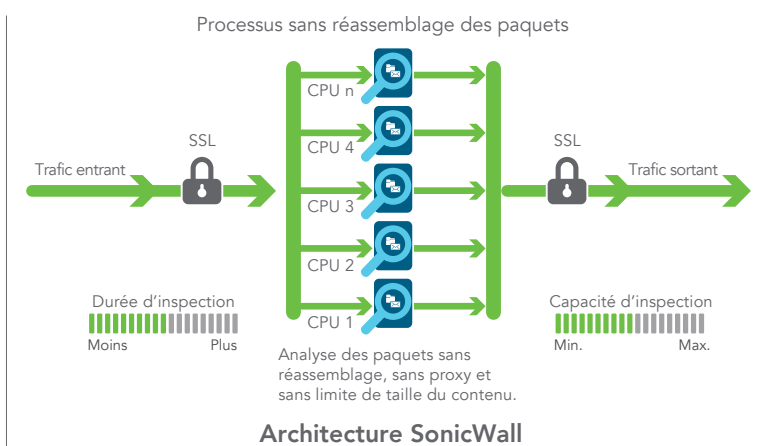 Processus sans réassemblage des paquets
CPU n
SSL
CPU 4
SSL
Trafic entrant
Trafic sortant
CPU 3
CPU 2
Durée d'inspection
Moins
Plus
CPU 1
Capacité d'inspection
Min.
Max.
Analyse des paquets sans
réassemblage, sans proxy et
sans limite de taille du contenu.
Architecture SonicWall